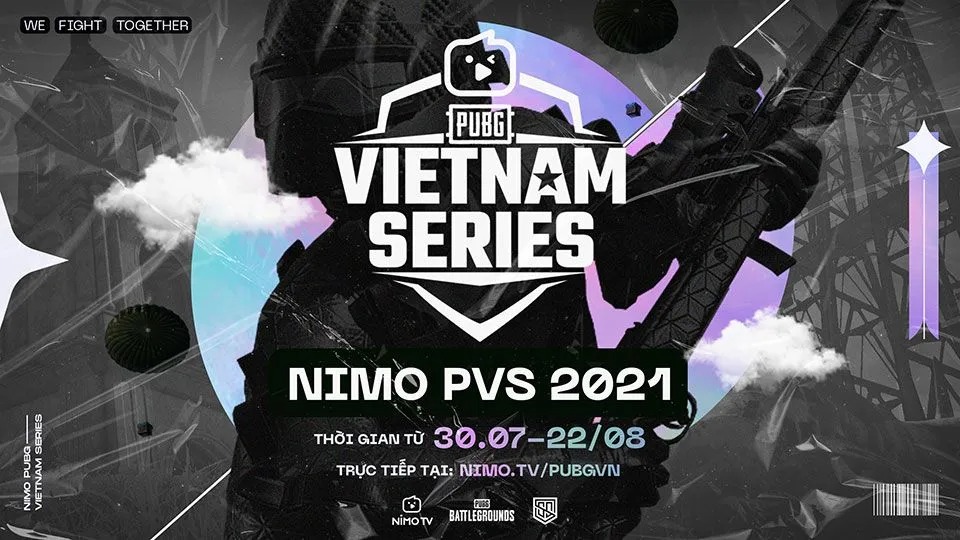 WE FIGHT TOGETHER
PUBG
VIETNAM
SERIES
NIMO PVS 2021
THỜI GIAN TỪ 30.07-22/08
TRỰC TIẾP TẠI: NIMO.TV/PUBGVN
NIMO PUBG
VIETNAM SERIES
NIMO TV
PUBG
BATTLEGROUNDS